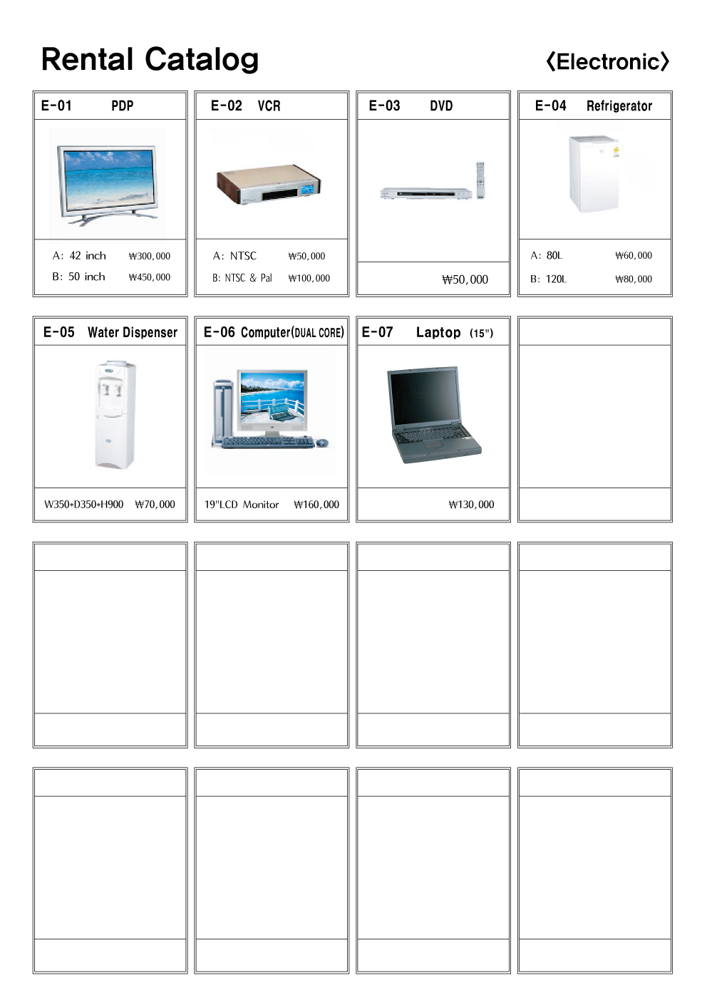 Rental Catalog
〈Electronic〉
E-01 PDP
A: 42 inch ₩300,000
B: 50 inch ₩450,000
E-02 VCR
A: NTSC ₩50,000
B: NTSC & Pal ₩100,000
E-03 DVD
₩50,000
E-04 Refrigerator
A: 80L ₩60,000
B: 120L ₩80,000
E-05 Water Dispenser
W350*D350*H900 ₩70,000
E-06 Computer(DUAL CORE)
19"LCD Monitor ₩160,000
E-07 Laptop (15")
₩130,000